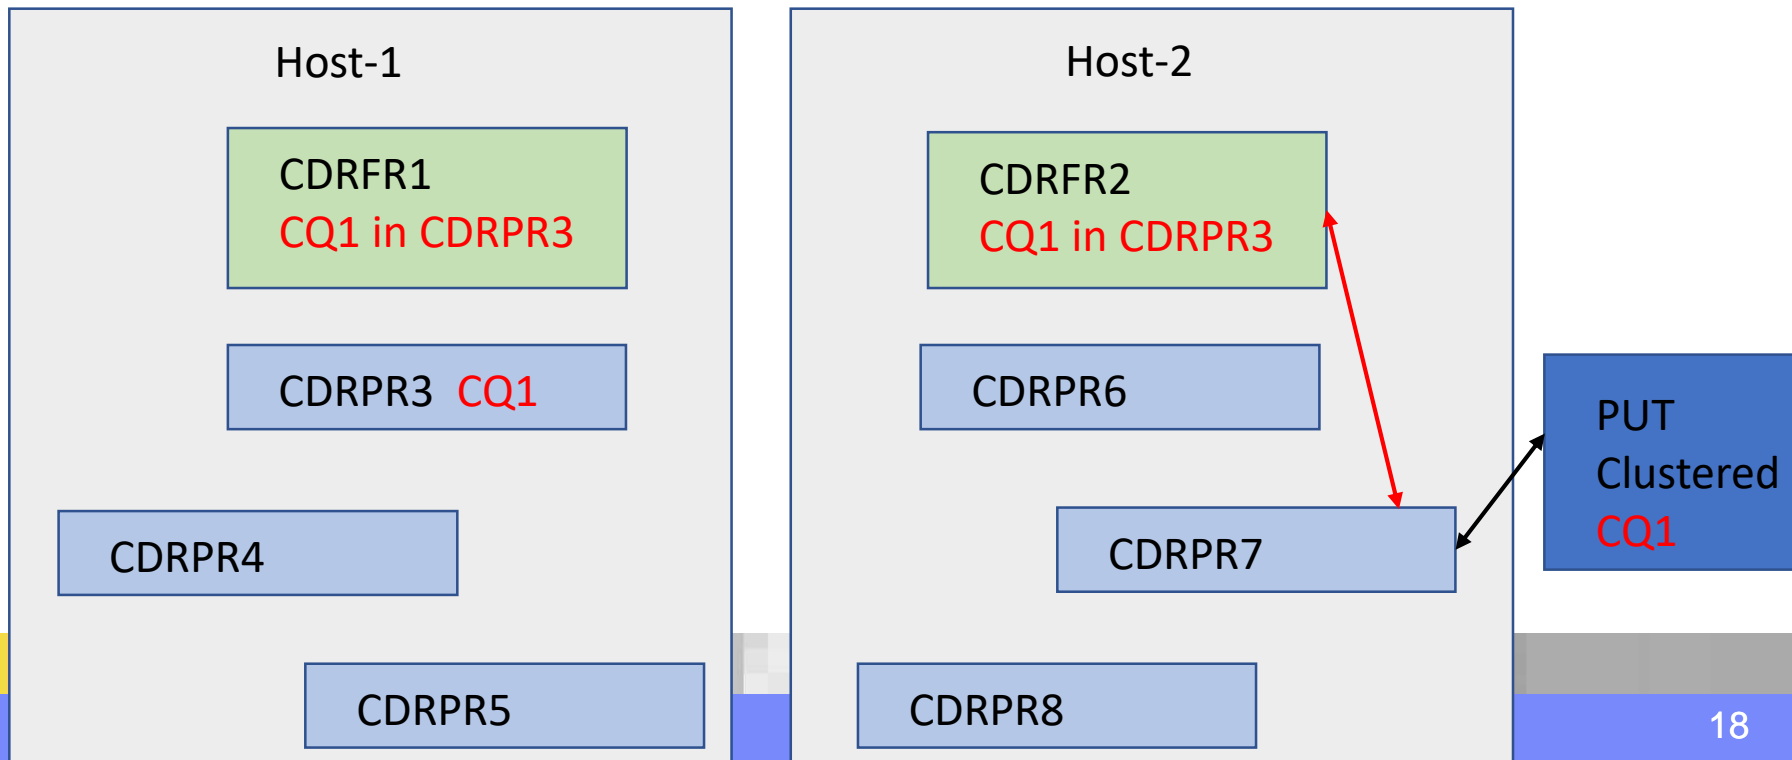 Host-1
CDRFR1
CQ1 in CDRPR3
CDRPR3 CQ1
CDRPR4
CDRPR5
Host-2
CDRFR2
CQ1 in CDRPR3
CDRPR6
CDRPR7
CDRPR8
PUT
Clustered
CQ1
18